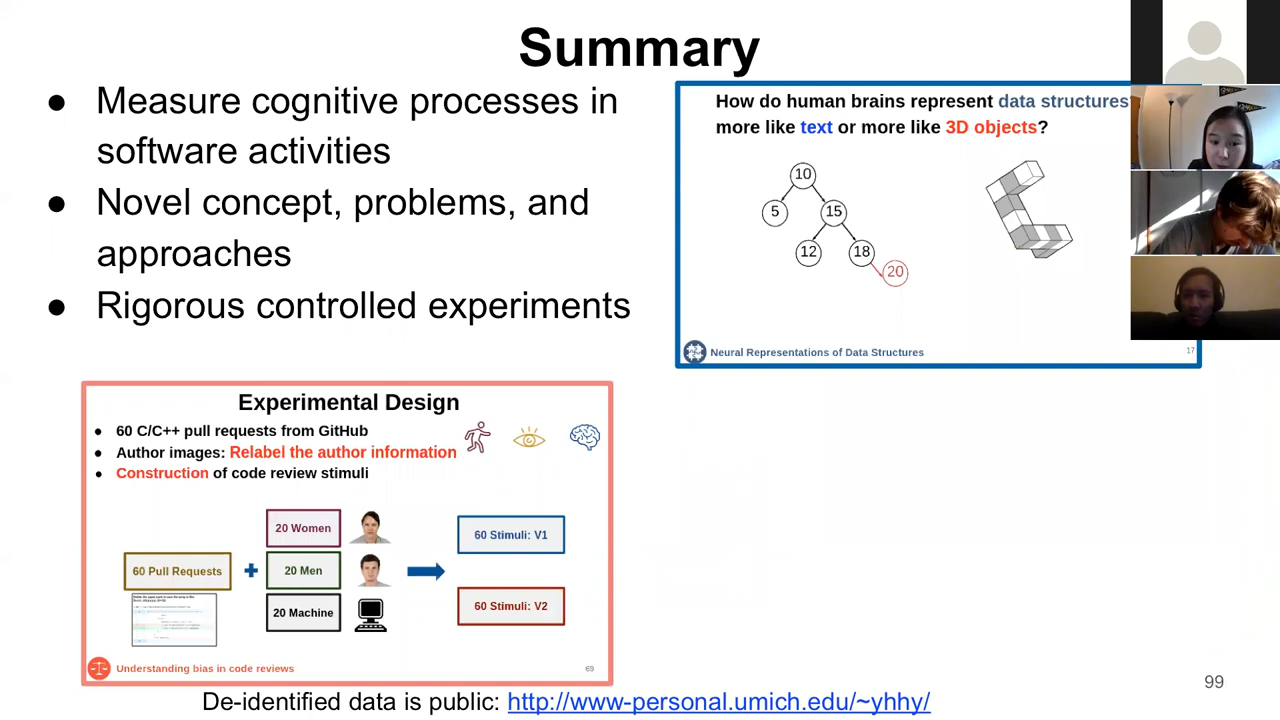 Summary
● Measure cognitive processes in
software activities
● Novel concept, problems, and
approaches
● Rigorous controlled experiments
How do human brains represent data structures
more like text or more like 3D objects?
10
5
15
12
18
20
Neural Representations of Data Structures
17
Experimental Design
● 60 C/C++ pull requests from GitHub
● Author images: Relabel the author information
● Construction of code review stimuli
20 Women
60 Stimuli: V1
60 Pull Requests
+
20 Men
20 Machine
60 Stimuli: V2
Understanding bias in code reviews
69
99
De-identified data is public: http://www-personal.umich.edu/~yhhy/